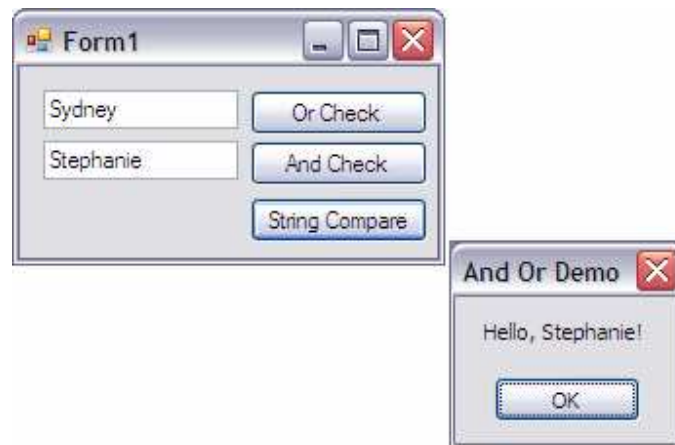 Form1
Sydney
Or Check
Stephanie
And Check
String Compare
And Or Demo
Hello, Stephanie!
OK